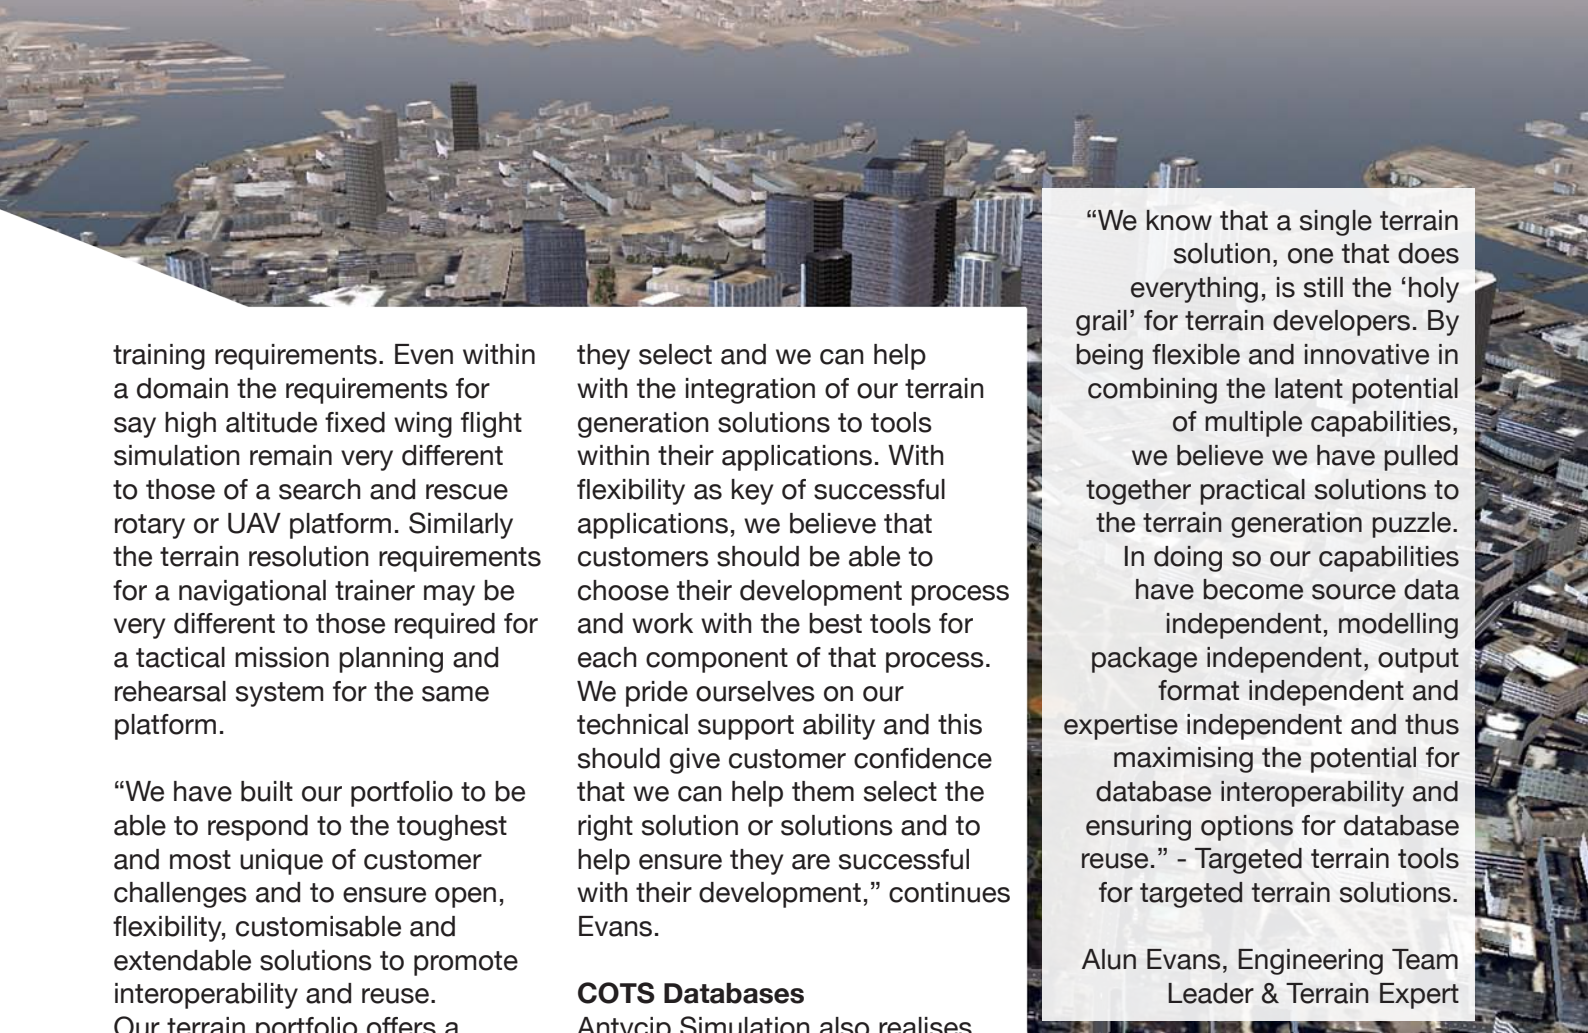 training requirements. Even within
a domain the requirements for
say high altitude fixed wing flight
simulation remain very different
to those of a search and rescue
rotary or UAV platform. Similarly
the terrain resolution requirements
for a navigational trainer may be
very different to those required for
a tactical mission planning and
rehearsal system for the same
platform.
“We have built our portfolio to be
able to respond to the toughest
and most unique of customer
challenges and to ensure open,
flexibility, customisable and
extendable solutions to promote
interoperability and reuse.
Our terrain portfolio offers a
they select and we can help
with the integration of our terrain
generation solutions to tools
within their applications. With
flexibility as key of successful
applications, we believe that
customers should be able to
choose their development process
and work with the best tools for
each component of that process.
We pride ourselves on our
technical support ability and this
should give customer confidence
that we can help them select the
right solution or solutions and to
help ensure they are successful
with their development,” continues
Evans.
COTS Databases
Antycip Simulation also realises
“We know that a single terrain
solution, one that does
everything, is still the ‘holy
grail’ for terrain developers. By
being flexible and innovative in
combining the latent potential
of multiple capabilities,
we believe we have pulled
together practical solutions to
the terrain generation puzzle.
In doing so our capabilities
have become source data
independent, modelling
package independent, output
format independent and
expertise independent and thus
maximising the potential for
database interoperability and
ensuring options for database
reuse.” - Targeted terrain tools
for targeted terrain solutions.
Alun Evans, Engineering Team
Leader & Terrain Expert